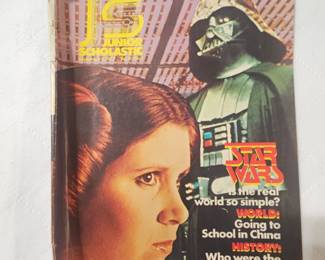 JS
JUNIOR
SCHOLASTIC
STAR
WARS
Is the real
world so simple?
WORLD:
Going to
School in China
HISTORY:
Who were the